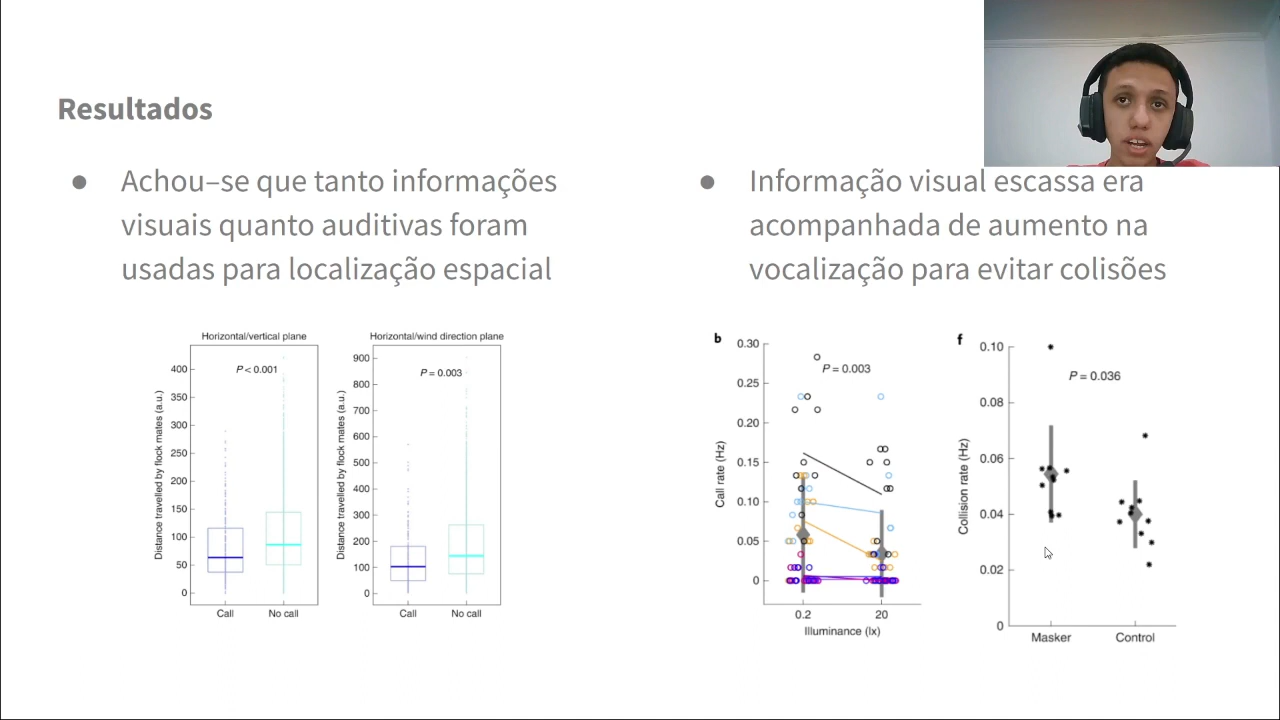 Resultados
● Achou–se que tanto informações
visuais quanto auditivas foram
usadas para localização espacial
● Informação visual escassa era
acompanhada de aumento na
vocalização para evitar colisões
Horizontal/vertical plane
P < 0.001
Distance travelled by flock mates (a.u.)
400
350
300
250
200
150
100
50
0
Call No call
Horizontal/wind direction plane
P = 0.003
Distance travelled by flock mates (a.u.)
900
800
700
600
500
400
300
200
100
0
Call No call
b
P = 0.003
Call rate (Hz)
0.30
0.25
0.20
0.15
0.10
0.05
0
0.2 20
Illuminance (lx)
f
P = 0.036
Collision rate (Hz)
0.10
0.08
0.06
0.04
0.02
0
Masker Control